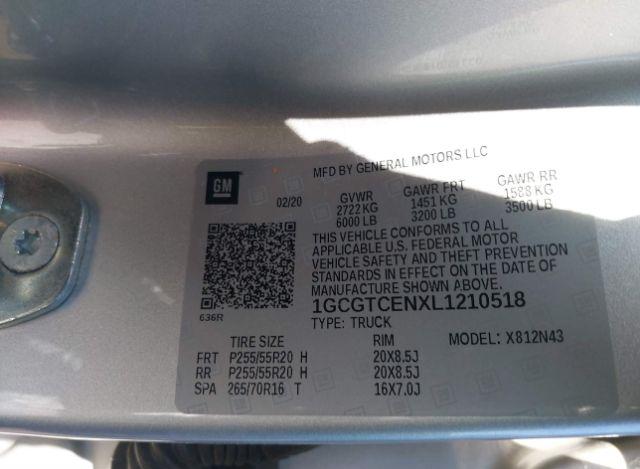 MFD BY GENERAL MOTORS LLC
GM
02/20
GVWR GAWR FRT GAWR RR
2722 KG 1451 KG 1588 KG
6000 LB 3200 LB 3500 LB
THIS VEHICLE CONFORMS TO ALL
APPLICABLE U.S. FEDERAL MOTOR
VEHICLE SAFETY AND THEFT PREVENTION
STANDARDS IN EFFECT ON THE DATE OF
MANUFACTURE SHOWN ABOVE.
1GCGTCENXL1210518
636R
TYPE: TRUCK
MODEL: X812N43
TIRE SIZE RIM
FRT P255/55R20 H 20X8.5J
RR P255/55R20 H 20X8.5J
SPA 265/70R16 T 16X7.0J